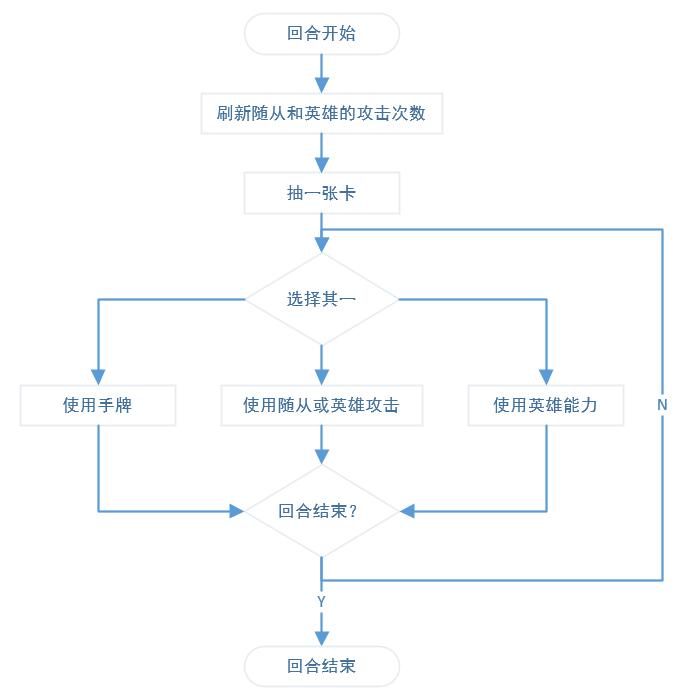 回合开始
刷新随从和英雄的攻击次数
抽一张卡
选择其一
使用手牌
使用随从或英雄攻击
使用英雄能力
N
回合结束?
Y
回合结束